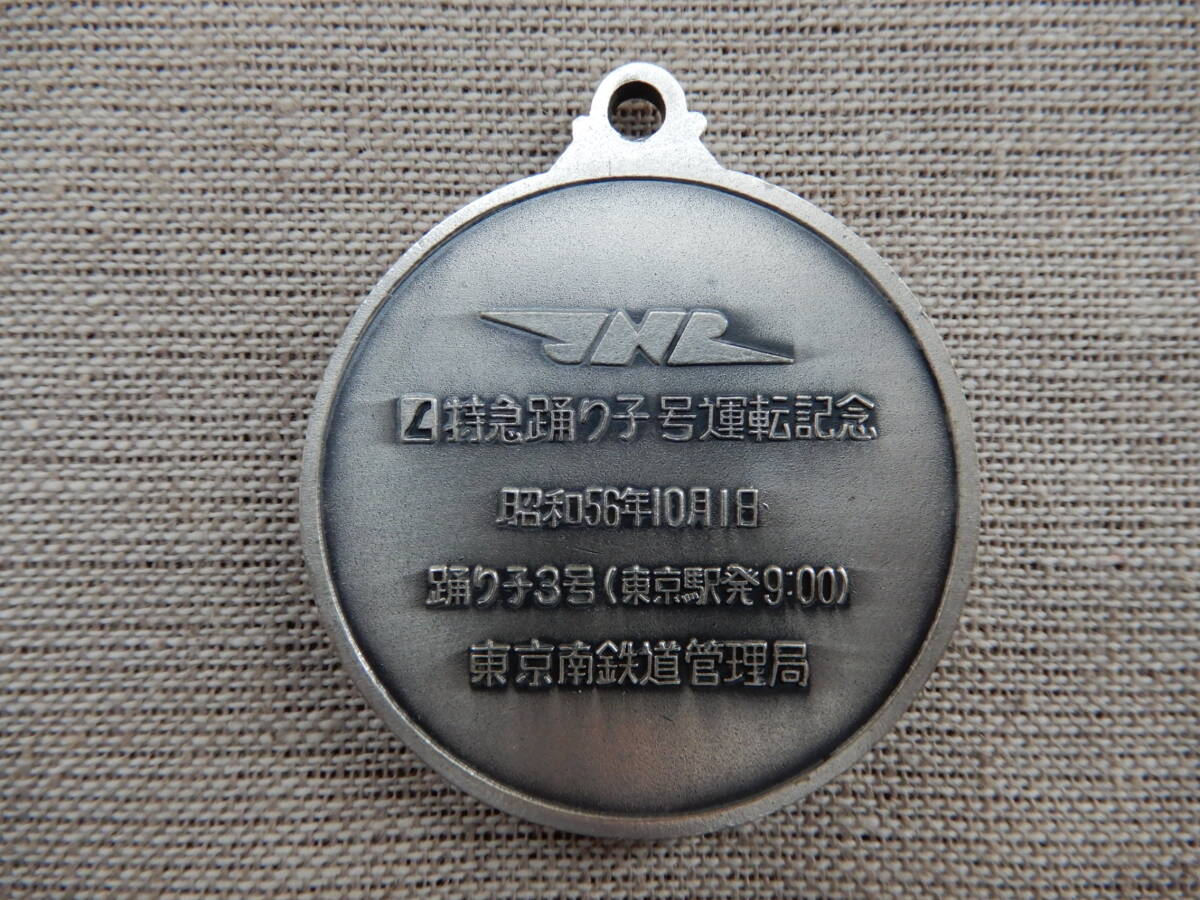 JNR
L特急踊り子号運転記念
昭和56年10月1日
踊り子3号(東京駅発9:00)
東京南鉄道管理局